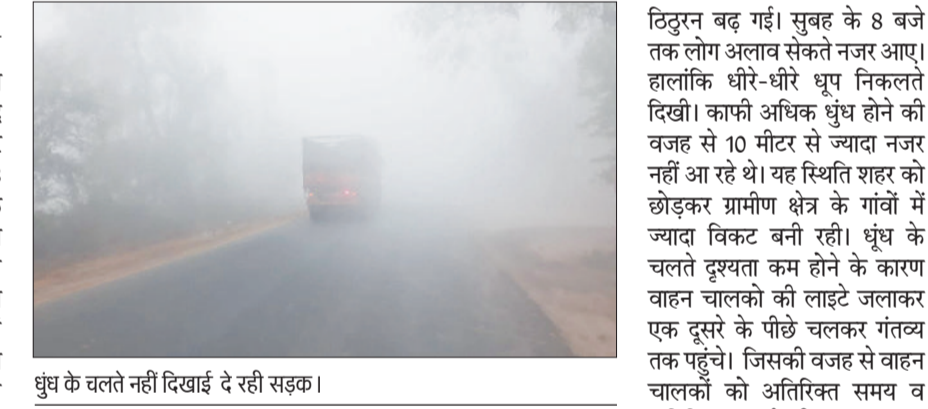 धुंध के चलते नहीं दिखाई दे रही सड़क।
ठिठुरन बढ़ गई। सुबह के 8 बजे
तक लोग अलाव सेकते नजर आए।
हालांकि धीरे-धीरे धूप निकलते
दिखी। काफी अधिक धुंध होने की
वजह से 10 मीटर से ज्यादा नजर
नहीं आ रहे थे। यह स्थिति शहर को
छोड़कर ग्रामीण क्षेत्र के गांवों में
ज्यादा विकट बनी रही। धूंध के
चलते दृश्यता कम होने के कारण
वाहन चालको की लाइटे जलाकर
एक दूसरे के पीछे चलकर गंतव्य
तक पहुंचे। जिसकी वजह से वाहन
चालकों को अतिरिक्त समय व